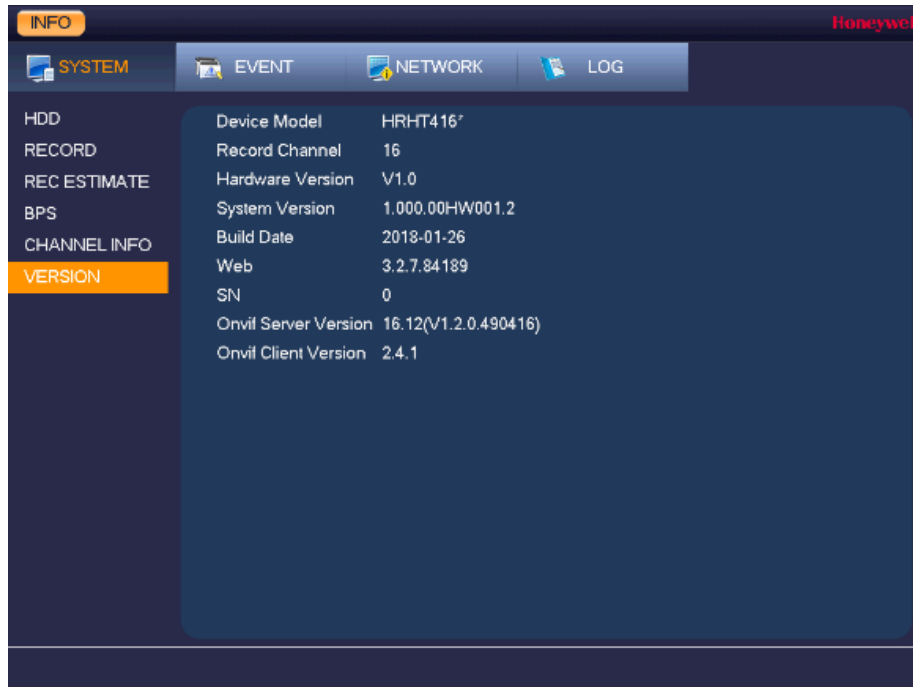 INFO
Honeywel
SYSTEM EVENT NETWORK LOG
HDD
RECORD
REC ESTIMATE
BPS
CHANNEL INFO
VERSION
Device Model HRHT416*
Record Channel 16
Hardware Version V1.0
System Version 1.000.00HW001.2
Build Date 2018-01-26
Web 3.2.7.84189
SN 0
Onvif Server Version 16.12(V1.2.0.490416)
Onvif Client Version 2.4.1